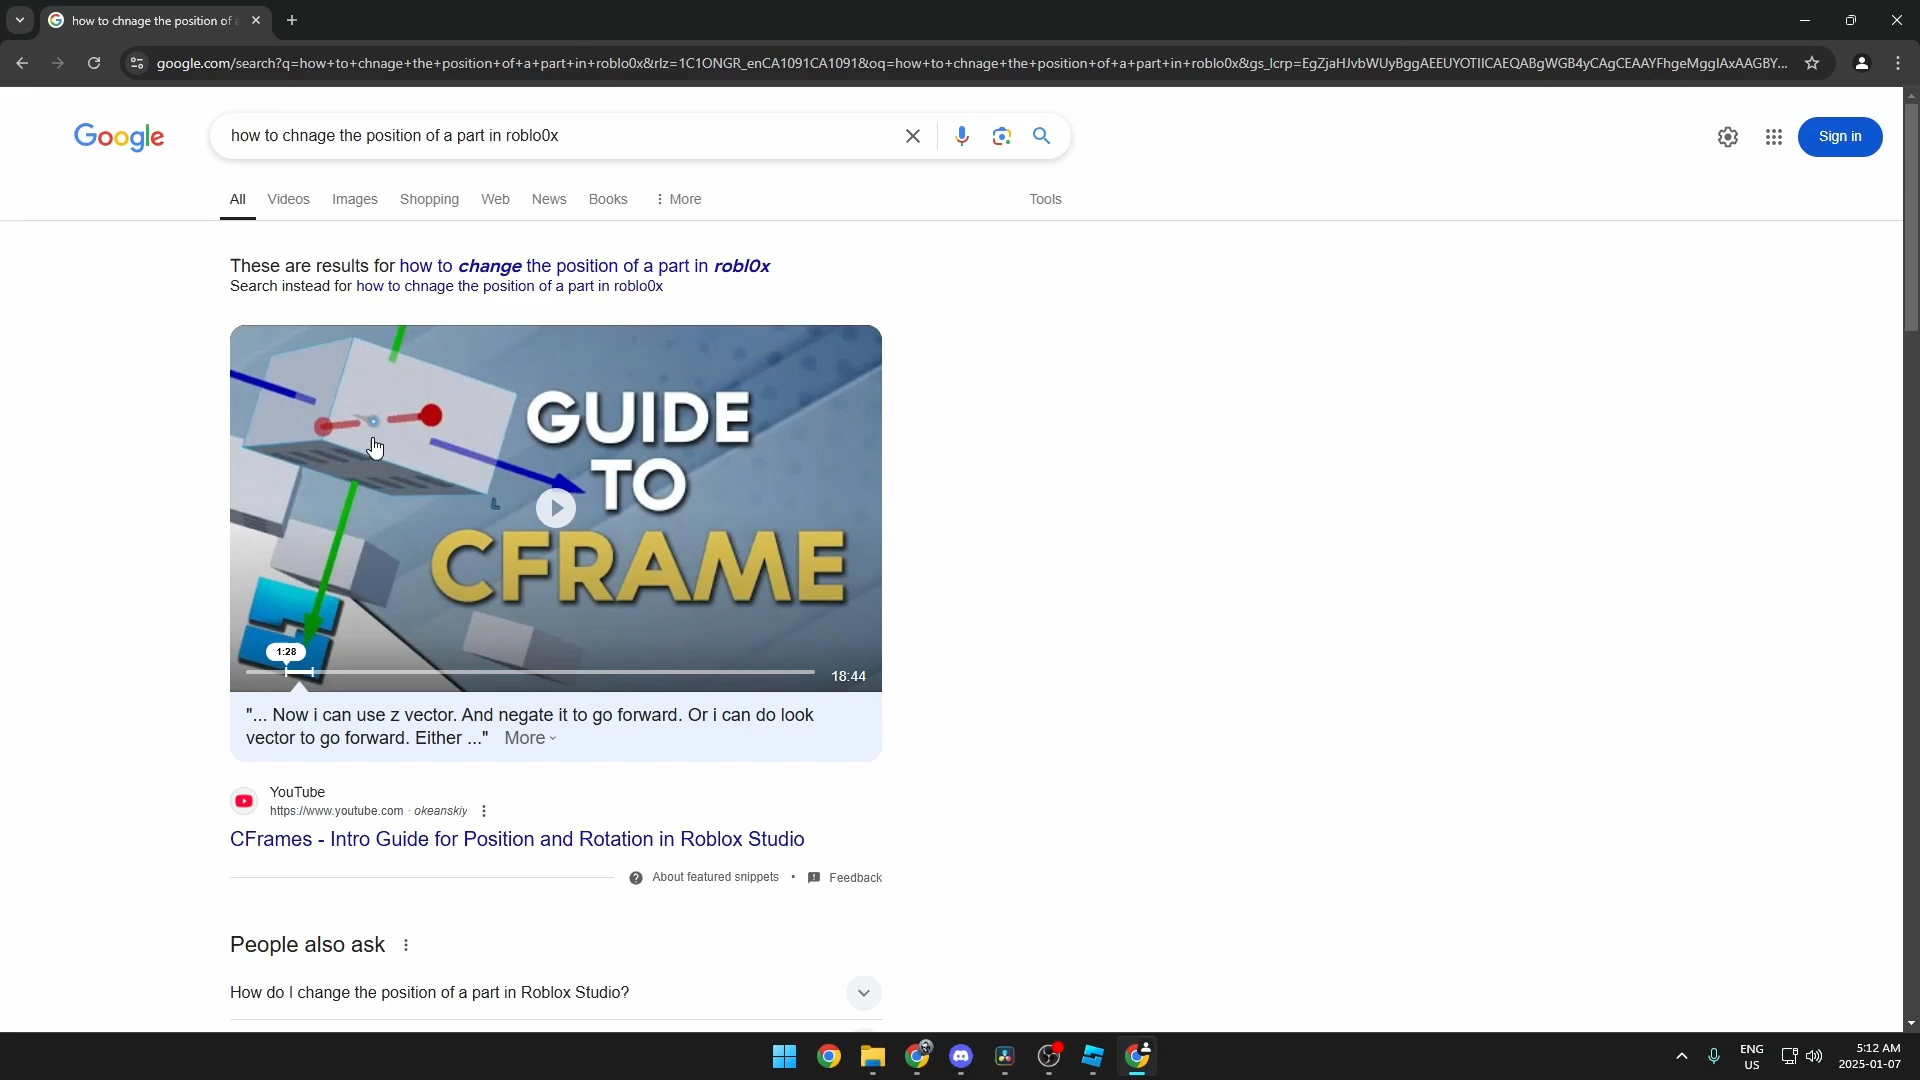 how to chnage the position of a
google.com/search?q=how+to+chnage+the+position+of+a+part+in+roblo0x&rlz=1C1ONGR_enCA1091CA1091&oq=how+to+chnage+the+position+of+a+part+in+roblo0x&gs_lcrp=EgZjaHJvbWUyBggAEEUYOTIICAEQABgWGB4yCAgCEAAYFhgeMggIAxAAGBY...
Google
how to chnage the position of a part in roblo0x
Sign in
All Videos Images Shopping Web News Books More Tools
These are results for how to change the position of a part in robl0x
Search instead for how to chnage the position of a part in roblo0x
GUIDE
TO
CFRAME
1:28
18:44
"... Now i can use z vector. And negate it to go forward. Or i can do look
vector to go forward. Either ..." More
YouTube
https://www.youtube.com · okeanskiy
CFrames - Intro Guide for Position and Rotation in Roblox Studio
About featured snippets • Feedback
People also ask
How do I change the position of a part in Roblox Studio?
ENG
US
5:12 AM
2025-01-07